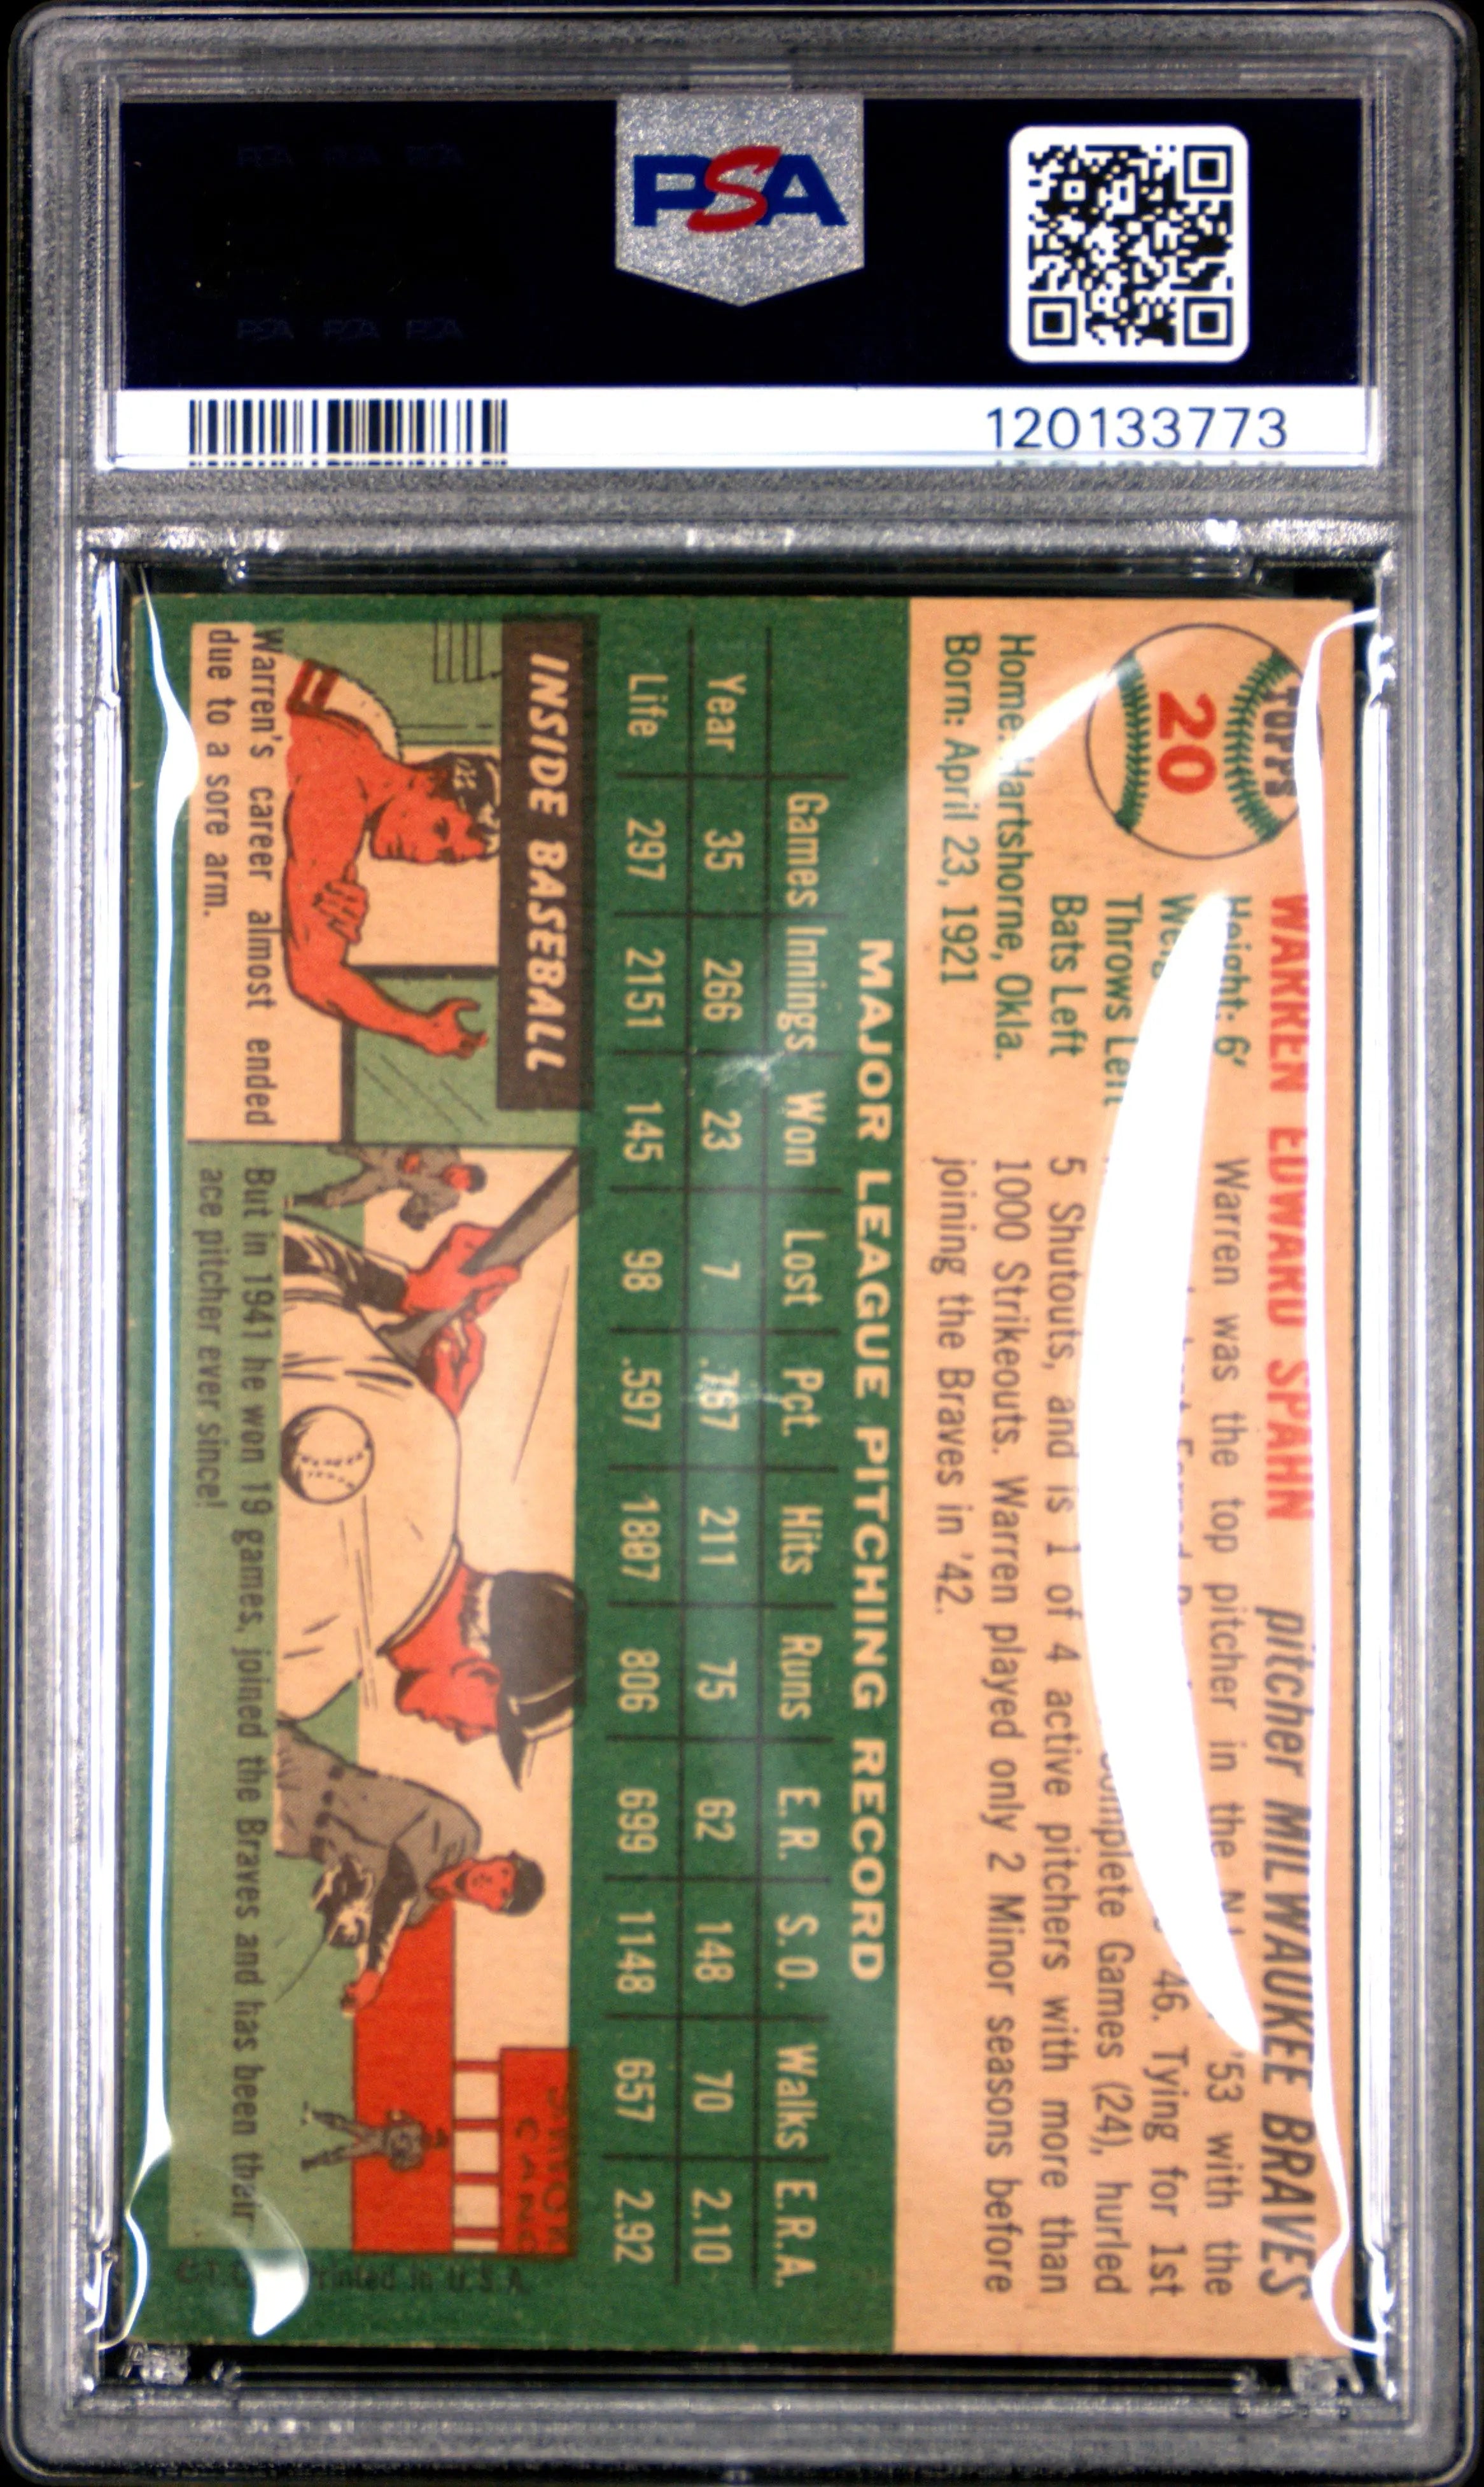 PSA
120133773
TOPPS
20
WARREN EDWARD SPAHN pitcher MILWAUKEE BRAVES
Height: 6'
Throws Left
Bats Left
Home: Hartshorne, Okla.
Born: April 23, 1921
Warren was the top pitcher in the '53 with the
46. Tying for 1st
Complete Games (24), hurled
5 Shutouts, and is 1 of 4 active pitchers with more than
1000 Strikeouts. Warren played only 2 Minor seasons before
joining the Braves in '42.
MAJOR LEAGUE PITCHING RECORD
Games Innings Won Lost Pct. Hits Runs E.R. S.O. Walks E.R.A.
Year 35 266 23 7 .767 211 75 62 148 70 2.10
Life 297 2151 145 98 .597 1887 806 699 1148 657 2.92
INSIDE BASEBALL
Warren's career almost ended
due to a sore arm.
But in 1941 he won 19 games, joined the Braves and has been their
ace pitcher ever since!
Printed in U.S.A.